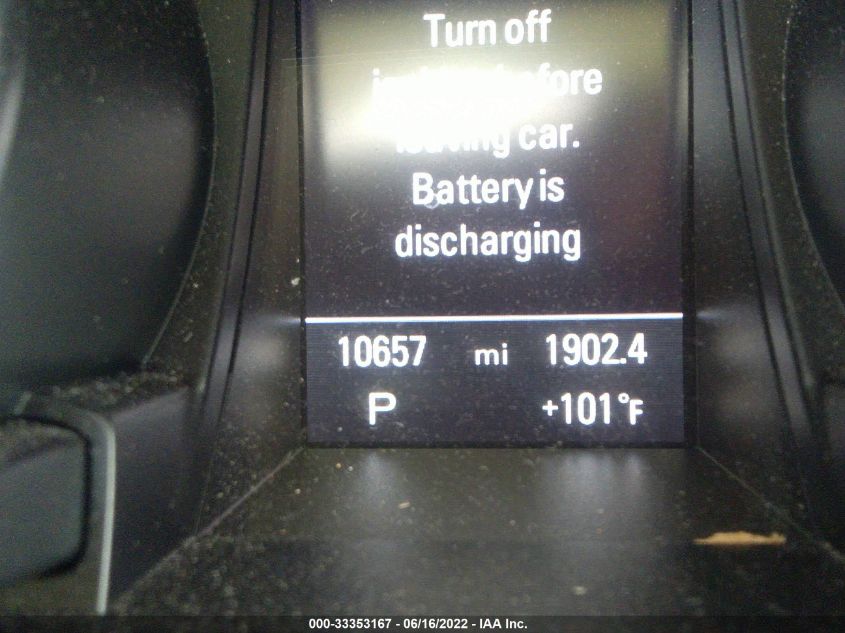 Turn off
before
leaving car.
Battery is
discharging
10657 mi 1902.4
P +101°F
000-33353167 - 06/16/2022 - IAA Inc.